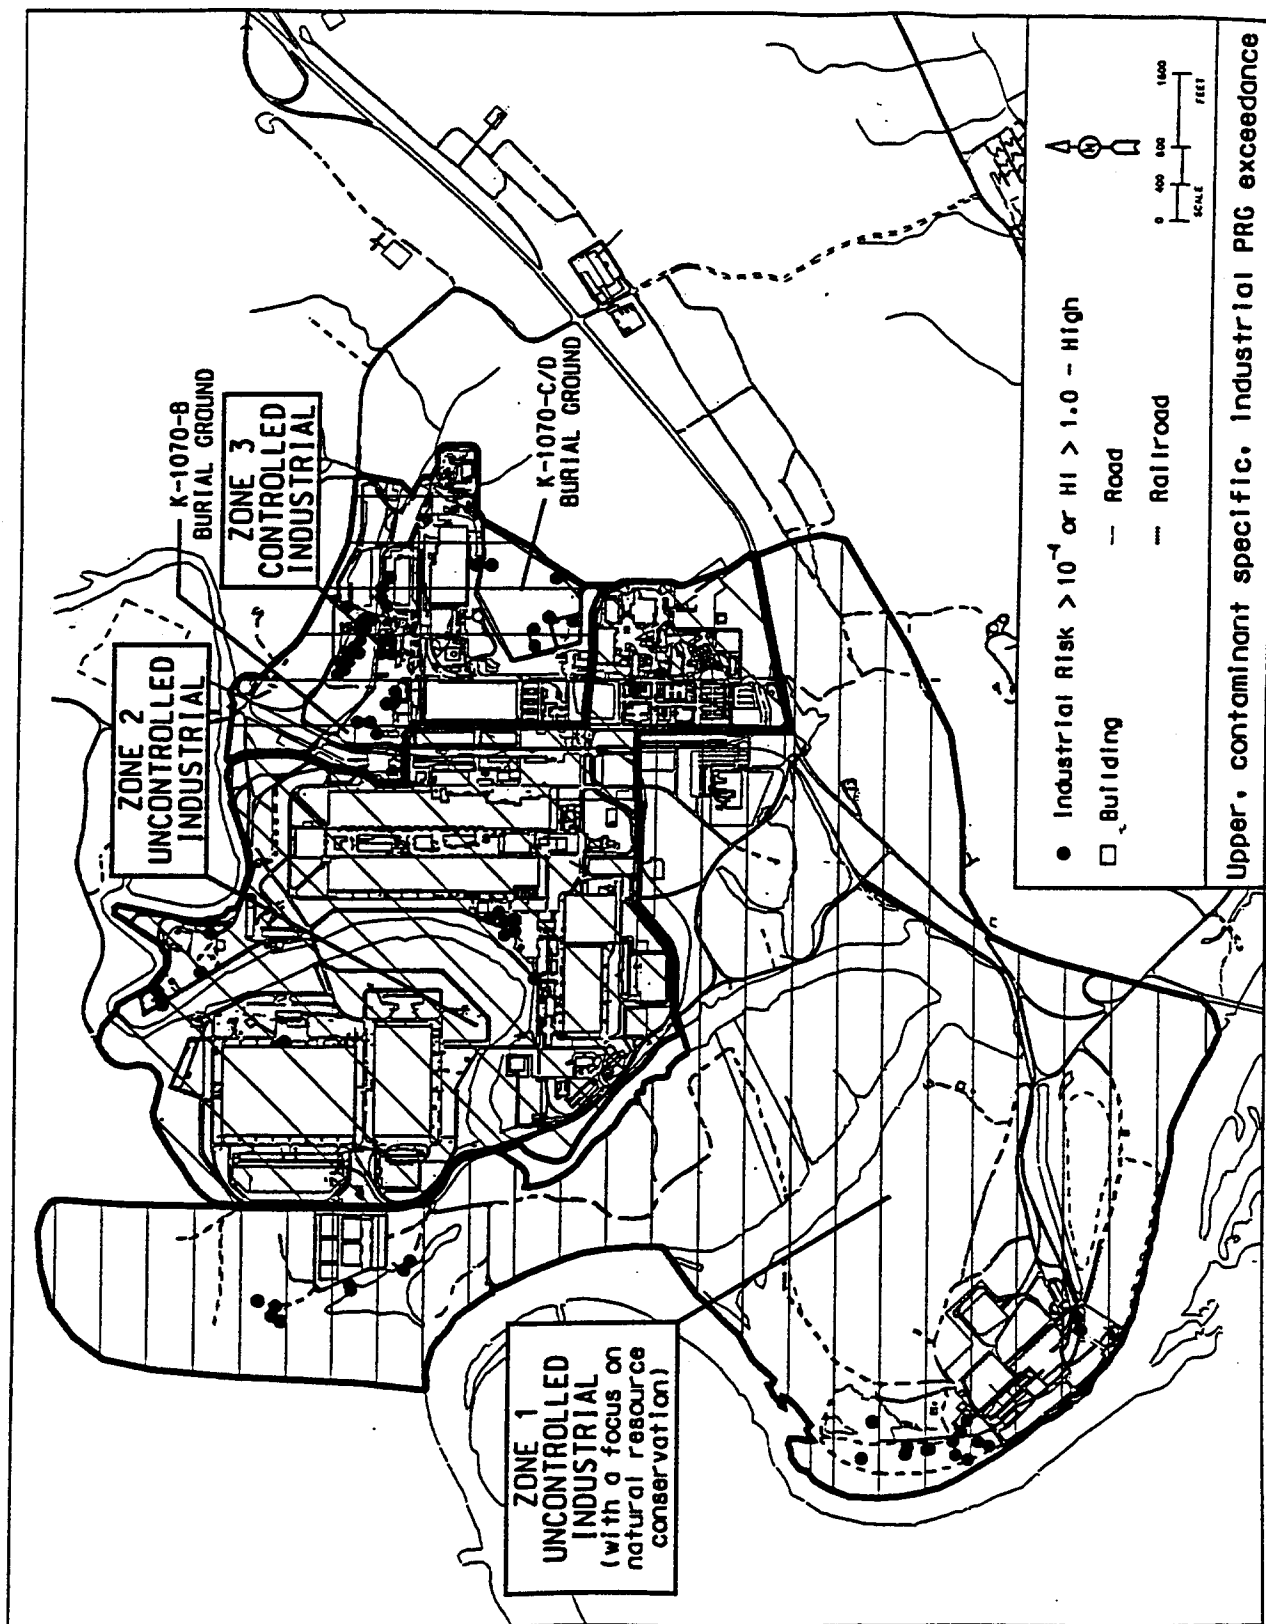 K-1070-B
BURIAL GROUND
ZONE 3
CONTROLLED
INDUSTRIAL
ZONE 2
UNCONTROLLED
INDUSTRIAL
K-1070-C/D
BURIAL GROUND
ZONE 1
UNCONTROLLED
INDUSTRIAL
(with a focus on
natural resource
conservation)
● Industrial Risk > 10⁻⁴ or HI > 1.0 - High
Building
-- Road
Railroad
N
0 400 800 1600
SCALE FEET
Upper, contaminant specific, Industrial PRG exceedance